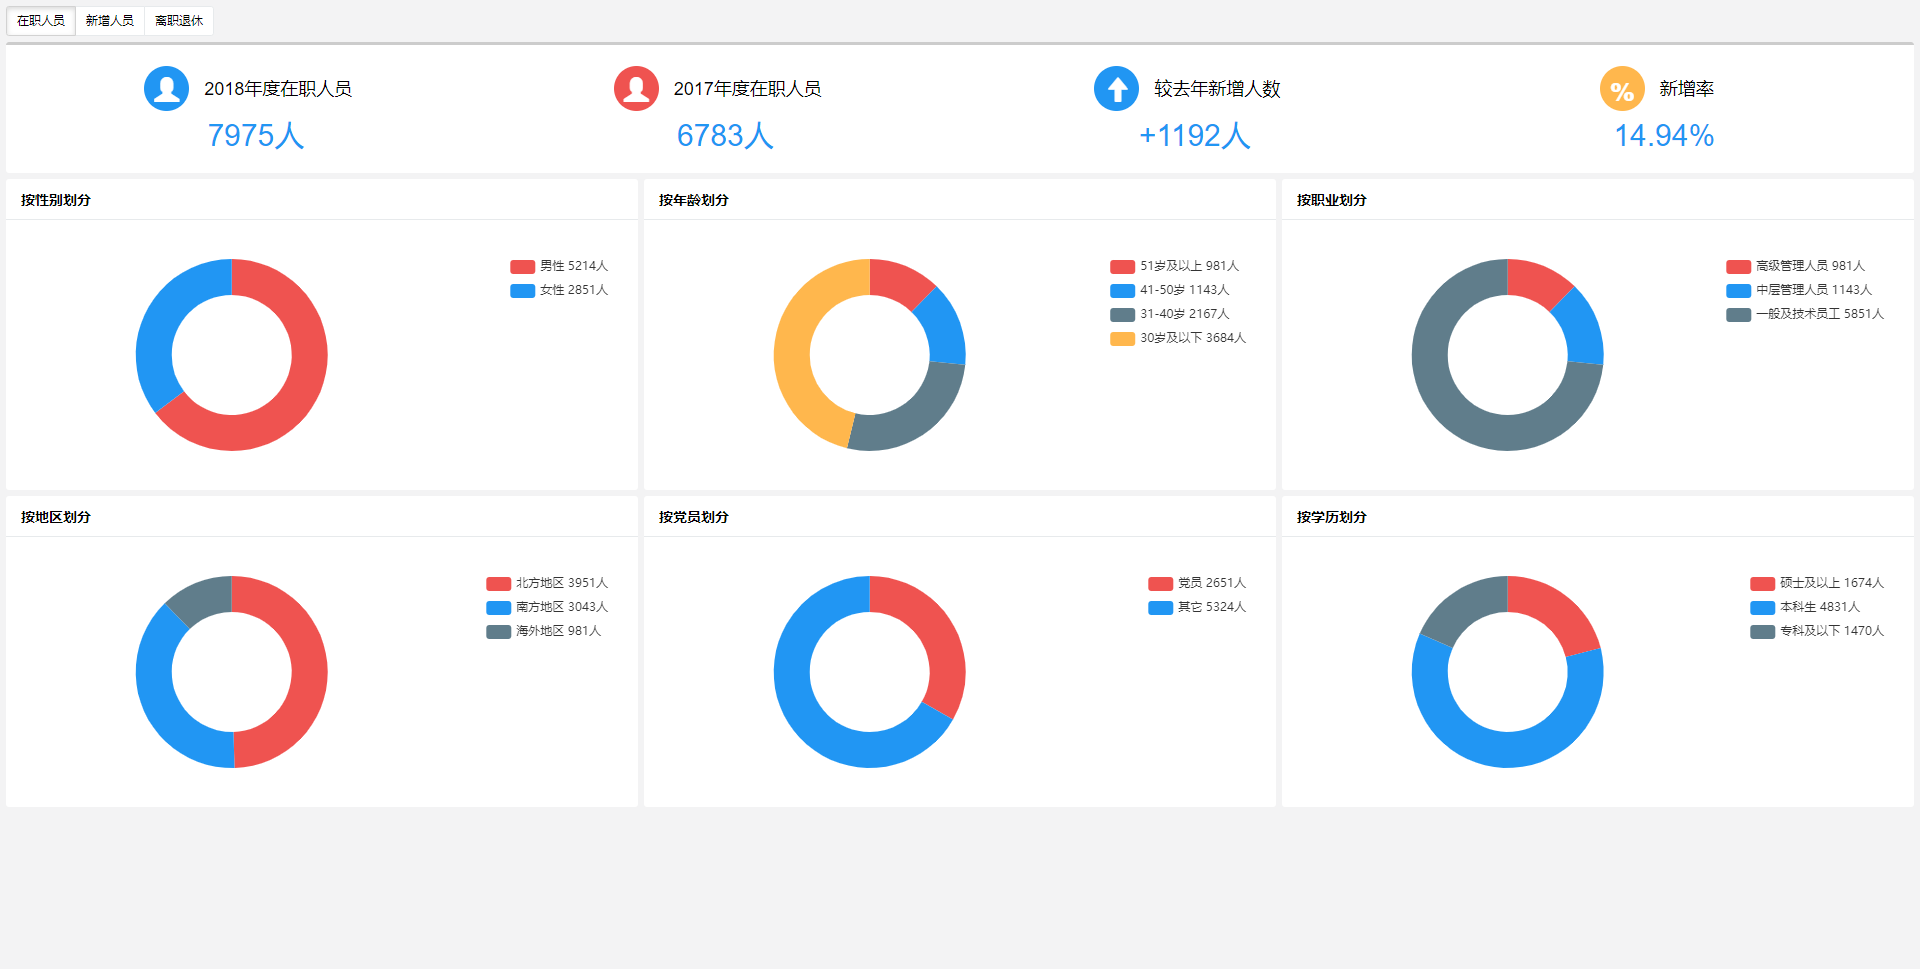 在职人员 新增人员 离职退休
2018年度在职人员
7975人
2017年度在职人员
6783人
较去年新增人数
+1192人
%
新增率
14.94%
按性别划分
男性 5214人
女性 2851人
按年龄划分
51岁及以上 981人
41-50岁 1143人
31-40岁 2167人
30岁及以下 3684人
按职业划分
高级管理人员 981人
中层管理人员 1143人
一般及技术员工 5851人
按地区划分
北方地区 3951人
南方地区 3043人
海外地区 981人
按党员划分
党员 2651人
其它 5324人
按学历划分
硕士及以上 1674人
本科生 4831人
专科及以下 1470人